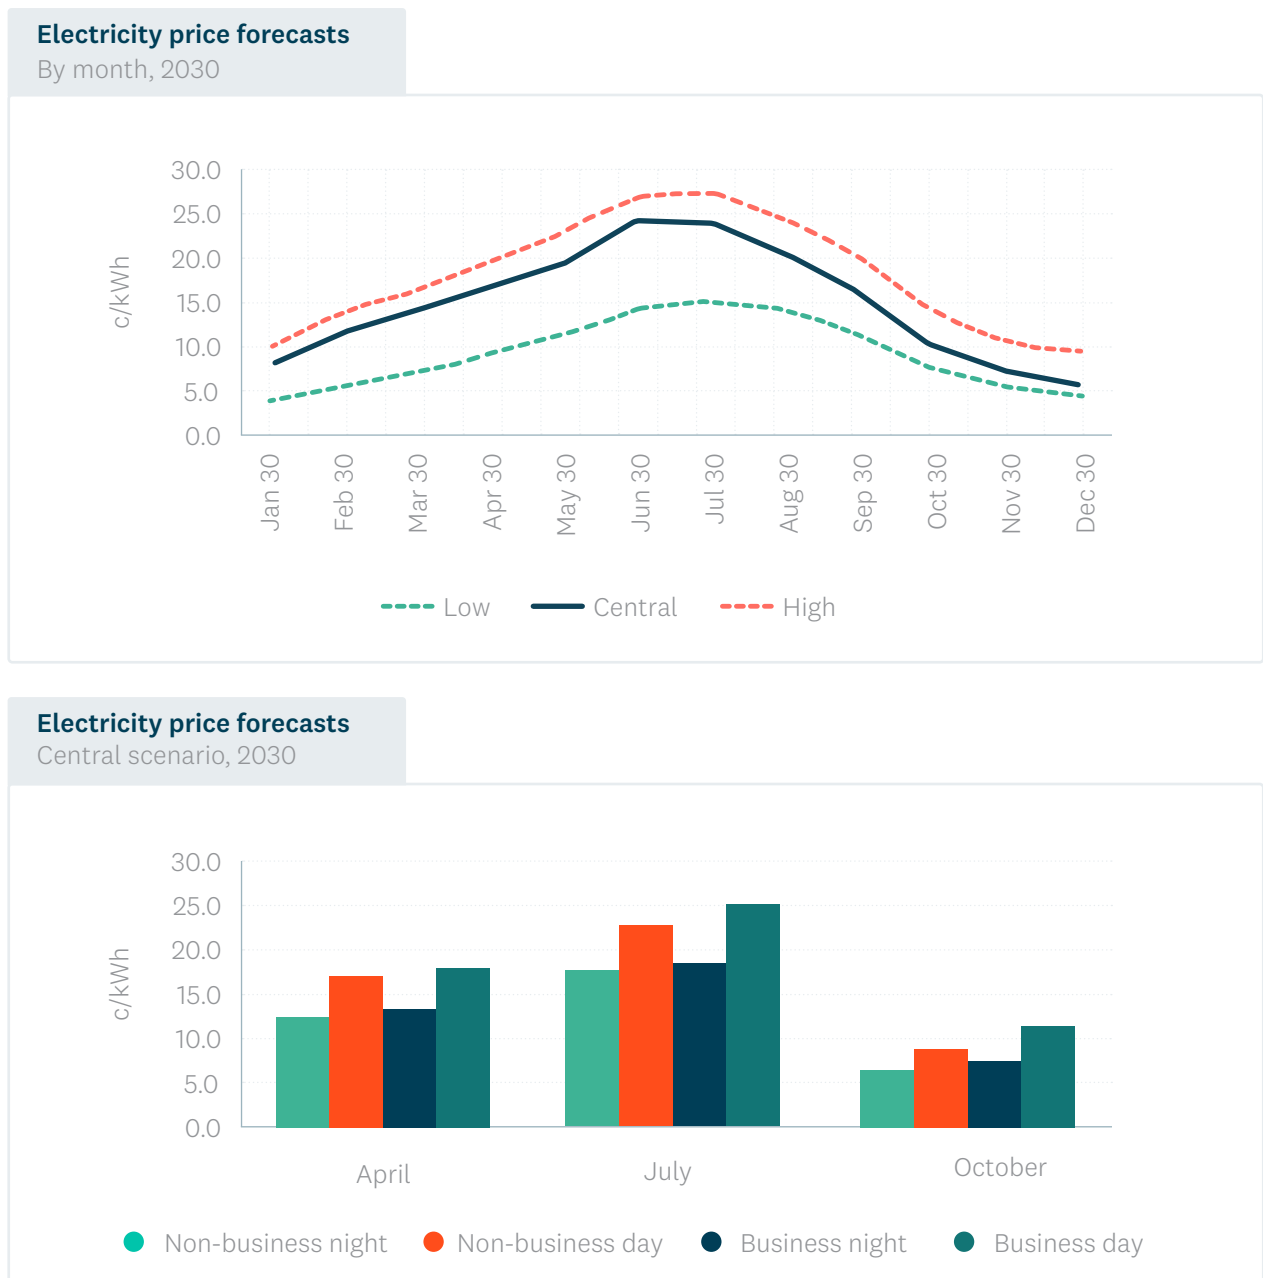 Electricity price forecasts
By month, 2030
c/kWh
30.0
25.0
20.0
15.0
10.0
5.0
0.0
Jan 30
Feb 30
Mar 30
Apr 30
May 30
Jun 30
Jul 30
Aug 30
Sep 30
Oct 30
Nov 30
Dec 30
Low
Central
High
Electricity price forecasts
Central scenario, 2030
c/kWh
30.0
25.0
20.0
15.0
10.0
5.0
0.0
April
July
October
Non-business night
Non-business day
Business night
Business day